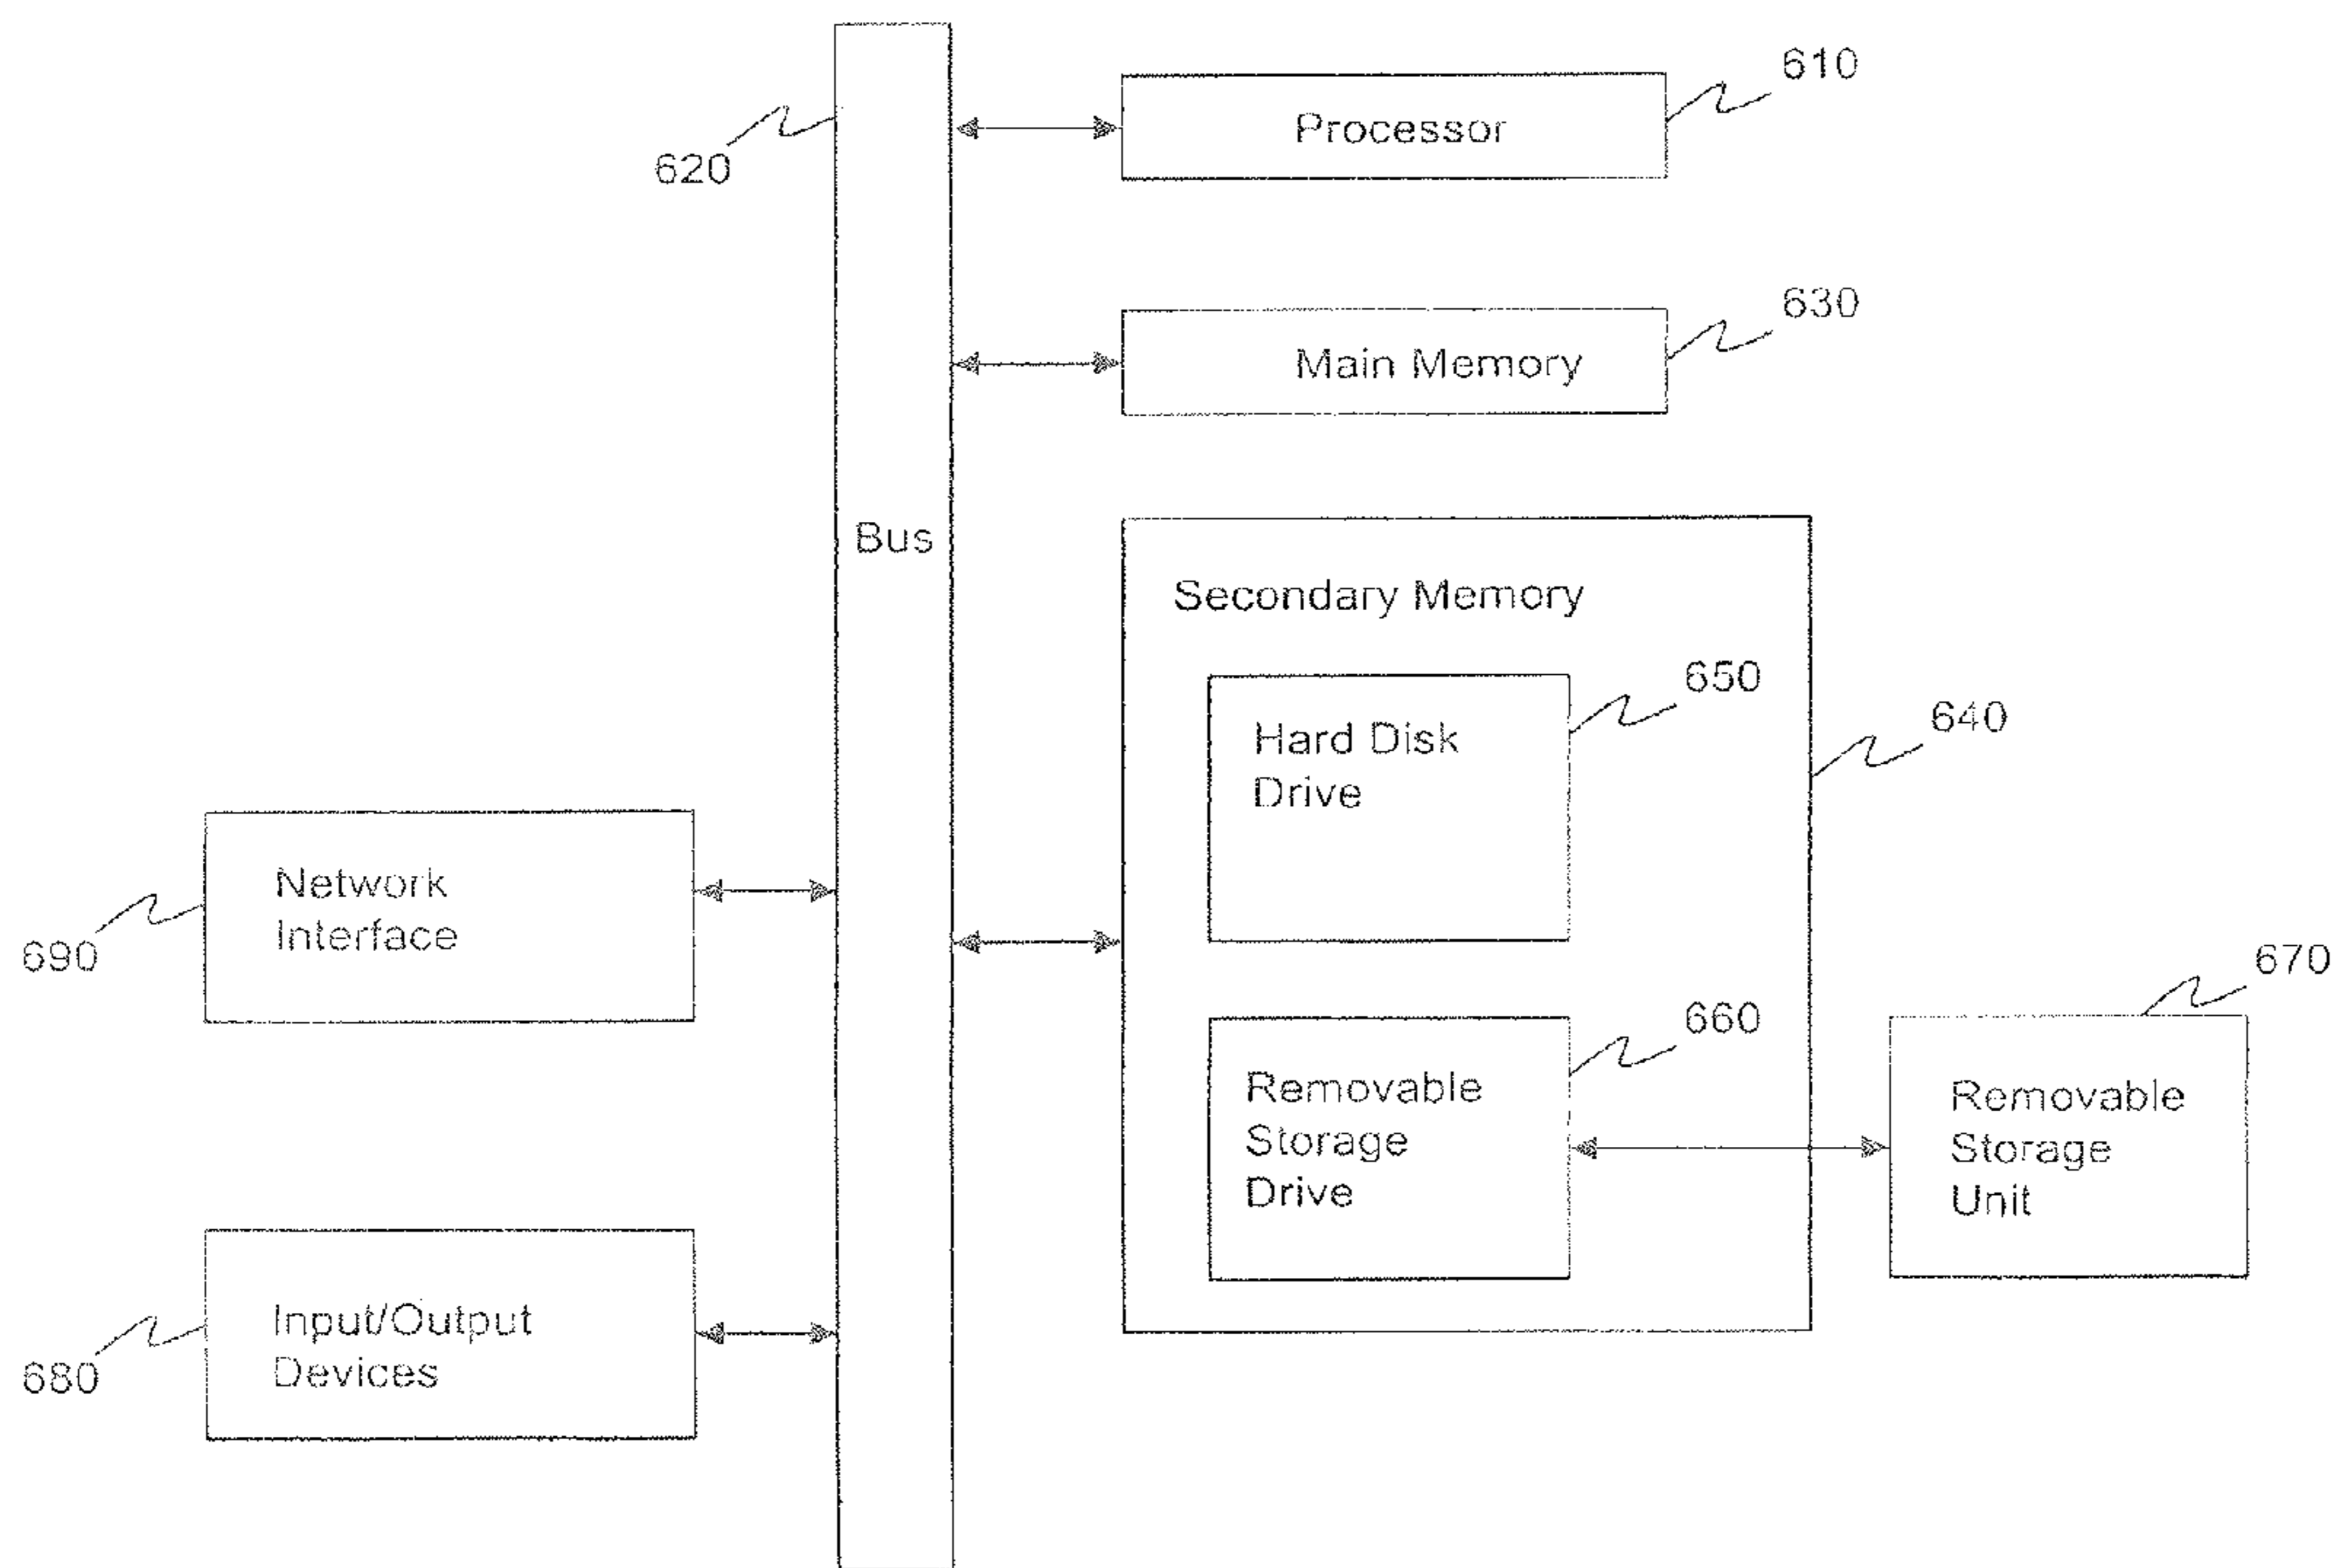 610
Processor
620
630
Main Memory
Bus
Secondary Memory
650
Hard Disk
Drive
640
Network
Interface
690
670
660
Removable
Storage
Drive
Removable
Storage
Unit
Input/Output
Devices
680